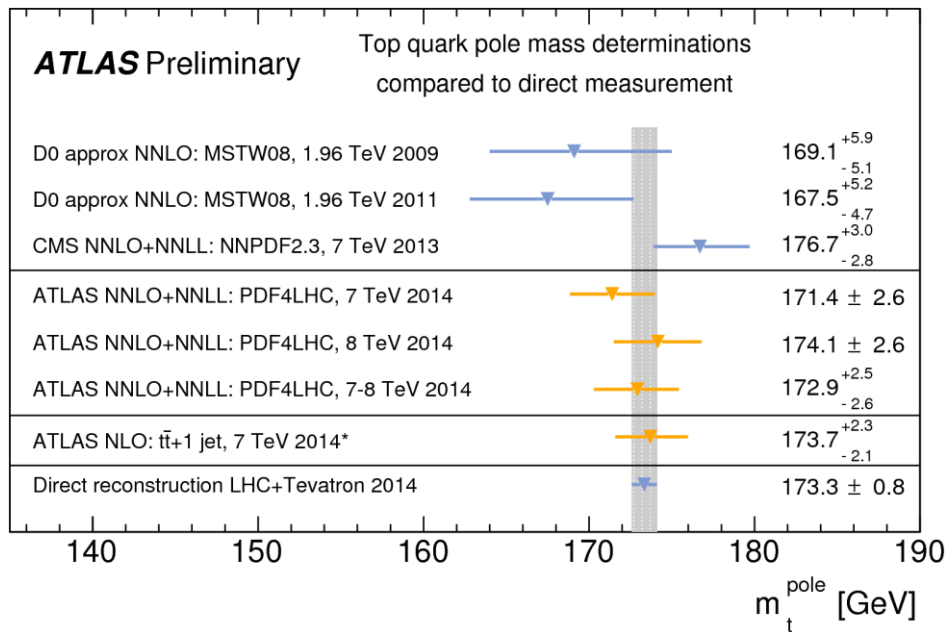 ATLAS Preliminary
Top quark pole mass determinations
compared to direct measurement
D0 approx NNLO: MSTW08, 1.96 TeV 2009 169.1 +5.9 - 5.1
D0 approx NNLO: MSTW08, 1.96 TeV 2011 167.5 +5.2 - 4.7
CMS NNLO+NNLL: NNPDF2.3, 7 TeV 2013 176.7 +3.0 - 2.8
ATLAS NNLO+NNLL: PDF4LHC, 7 TeV 2014 171.4 ± 2.6
ATLAS NNLO+NNLL: PDF4LHC, 8 TeV 2014 174.1 ± 2.6
ATLAS NNLO+NNLL: PDF4LHC, 7-8 TeV 2014 172.9 +2.5 - 2.6
ATLAS NLO: tt̄+1 jet, 7 TeV 2014* 173.7 +2.3 - 2.1
Direct reconstruction LHC+Tevatron 2014 173.3 ± 0.8
140 150 160 170 180 190
m t pole [GeV]